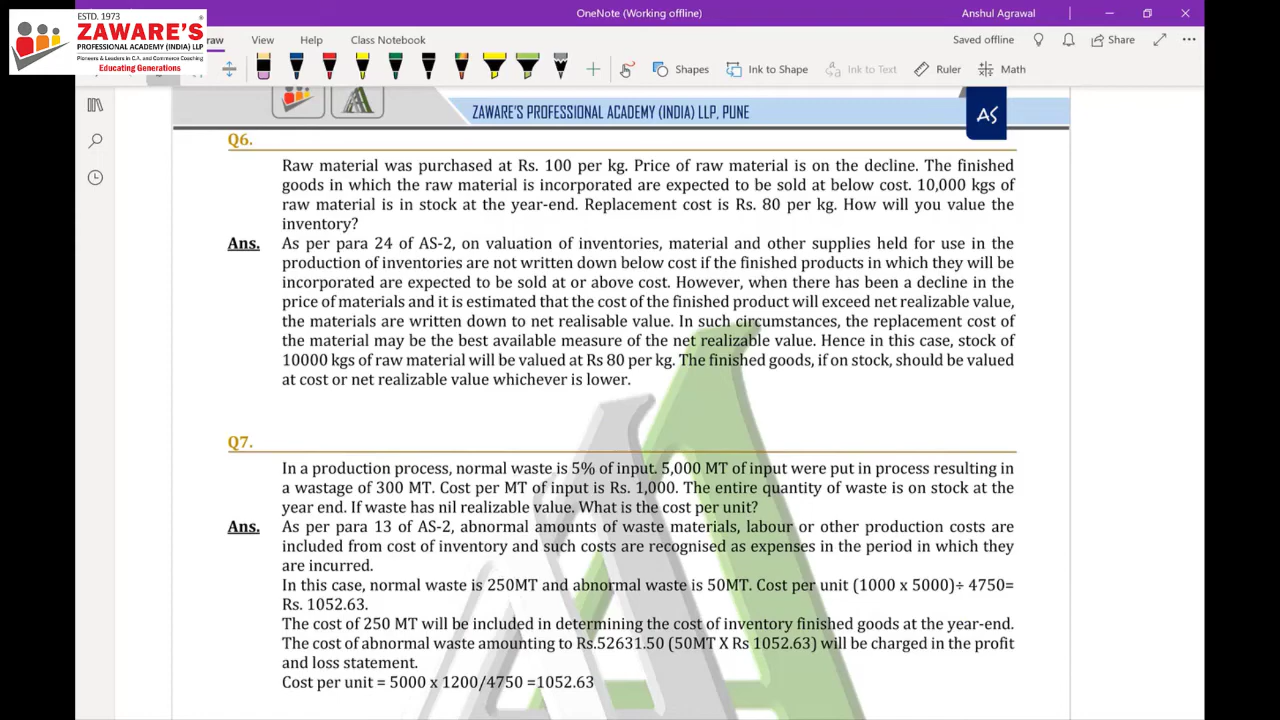 ESTD. 1973
ZAWARE'S
PROFESSIONAL ACADEMY (INDIA) LLP
Pioneers & Leaders in C.A. and Commerce Coaching
Educating Generations
OneNote (Working offline)
Anshul Agrawal
raw View Help Class Notebook
Saved offline Share
Shapes Ink to Shape Ink to Text Ruler Math
ZAWARE'S PROFESSIONAL ACADEMY (INDIA) LLP, PUNE
AS
Q6.
Raw material was purchased at Rs. 100 per kg. Price of raw material is on the decline. The finished
goods in which the raw material is incorporated are expected to be sold at below cost. 10,000 kgs of
raw material is in stock at the year-end. Replacement cost is Rs. 80 per kg. How will you value the
inventory?
Ans. As per para 24 of AS-2, on valuation of inventories, material and other supplies held for use in the
production of inventories are not written down below cost if the finished products in which they will be
incorporated are expected to be sold at or above cost. However, when there has been a decline in the
price of materials and it is estimated that the cost of the finished product will exceed net realizable value,
the materials are written down to net realisable value. In such circumstances, the replacement cost of
the material may be the best available measure of the net realizable value. Hence in this case, stock of
10000 kgs of raw material will be valued at Rs 80 per kg. The finished goods, if on stock, should be valued
at cost or net realizable value whichever is lower.
Q7.
In a production process, normal waste is 5% of input. 5,000 MT of input were put in process resulting in
a wastage of 300 MT. Cost per MT of input is Rs. 1,000. The entire quantity of waste is on stock at the
year end. If waste has nil realizable value. What is the cost per unit?
Ans. As per para 13 of AS-2, abnormal amounts of waste materials, labour or other production costs are
included from cost of inventory and such costs are recognised as expenses in the period in which they
are incurred.
In this case, normal waste is 250MT and abnormal waste is 50MT. Cost per unit (1000 x 5000)÷ 4750=
Rs. 1052.63.
The cost of 250 MT will be included in determining the cost of inventory finished goods at the year-end.
The cost of abnormal waste amounting to Rs.52631.50 (50MT X Rs 1052.63) will be charged in the profit
and loss statement.
Cost per unit = 5000 x 1200/4750 =1052.63